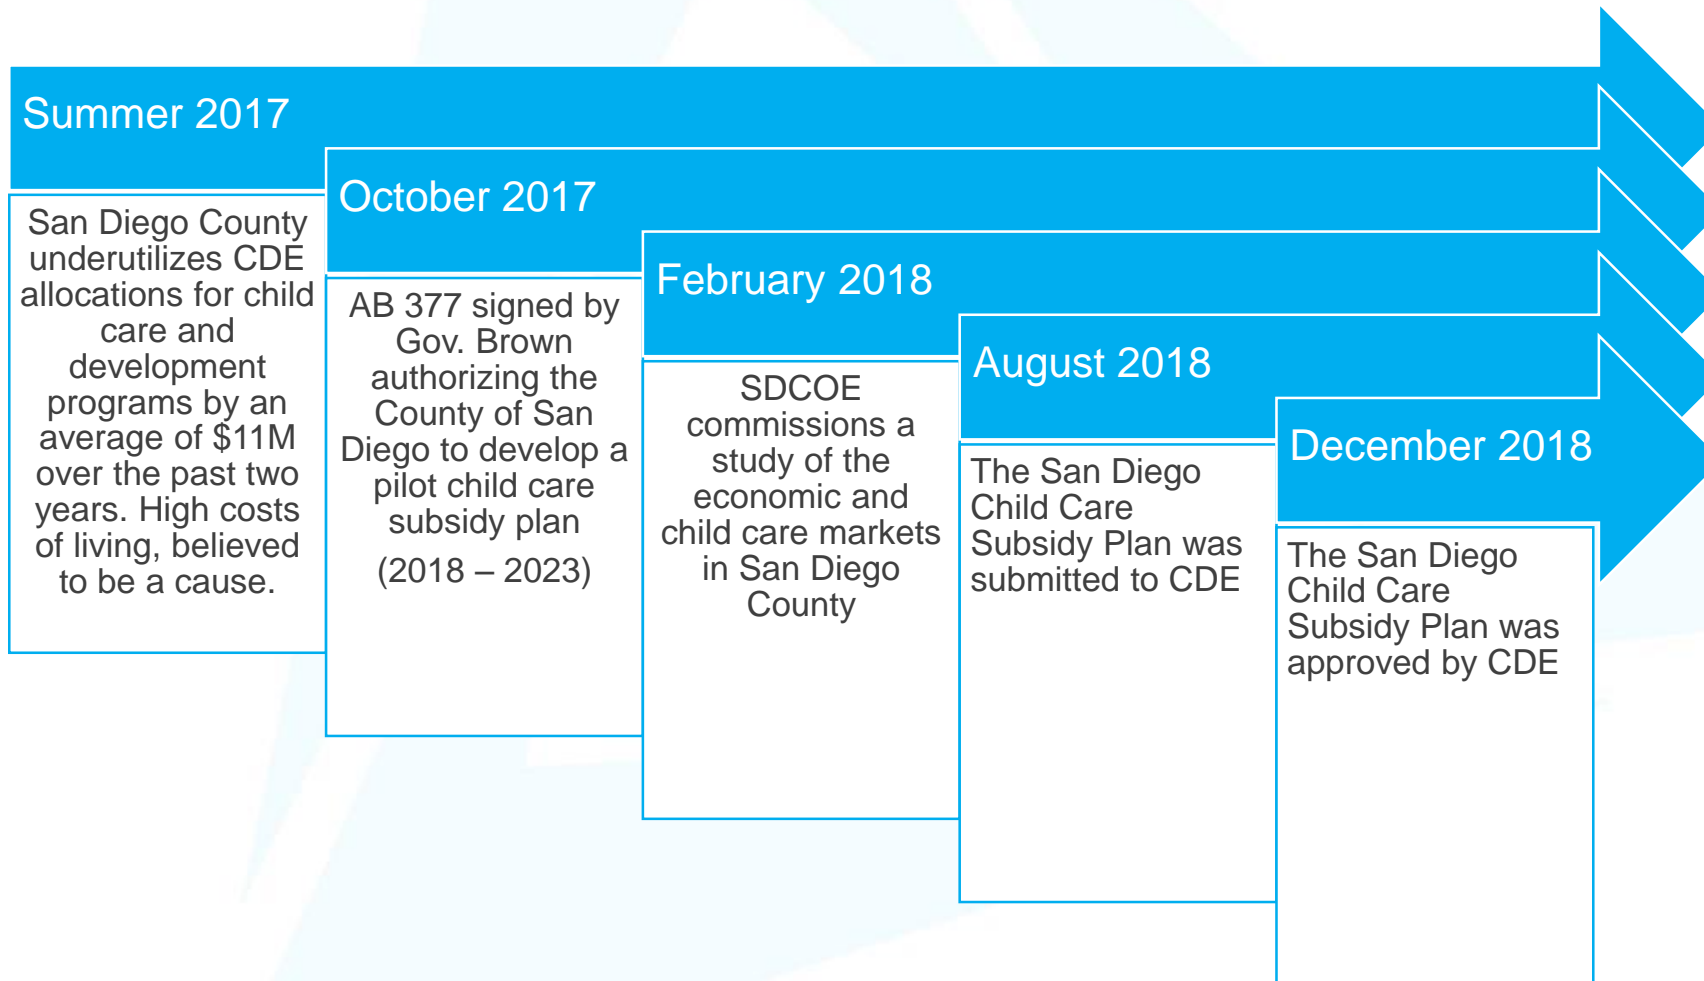 Summer 2017
San Diego County
underutilizes CDE
allocations for child
care and
development
programs by an
average of $11M
over the past two
years. High costs
of living, believed
to be a cause.
October 2017
AB 377 signed by
Gov. Brown
authorizing the
County of San
Diego to develop a
pilot child care
subsidy plan
(2018 – 2023)
February 2018
SDCOE
commissions a
study of the
economic and
child care markets
in San Diego
County
August 2018
The San Diego
Child Care
Subsidy Plan was
submitted to CDE
December 2018
The San Diego
Child Care
Subsidy Plan was
approved by CDE